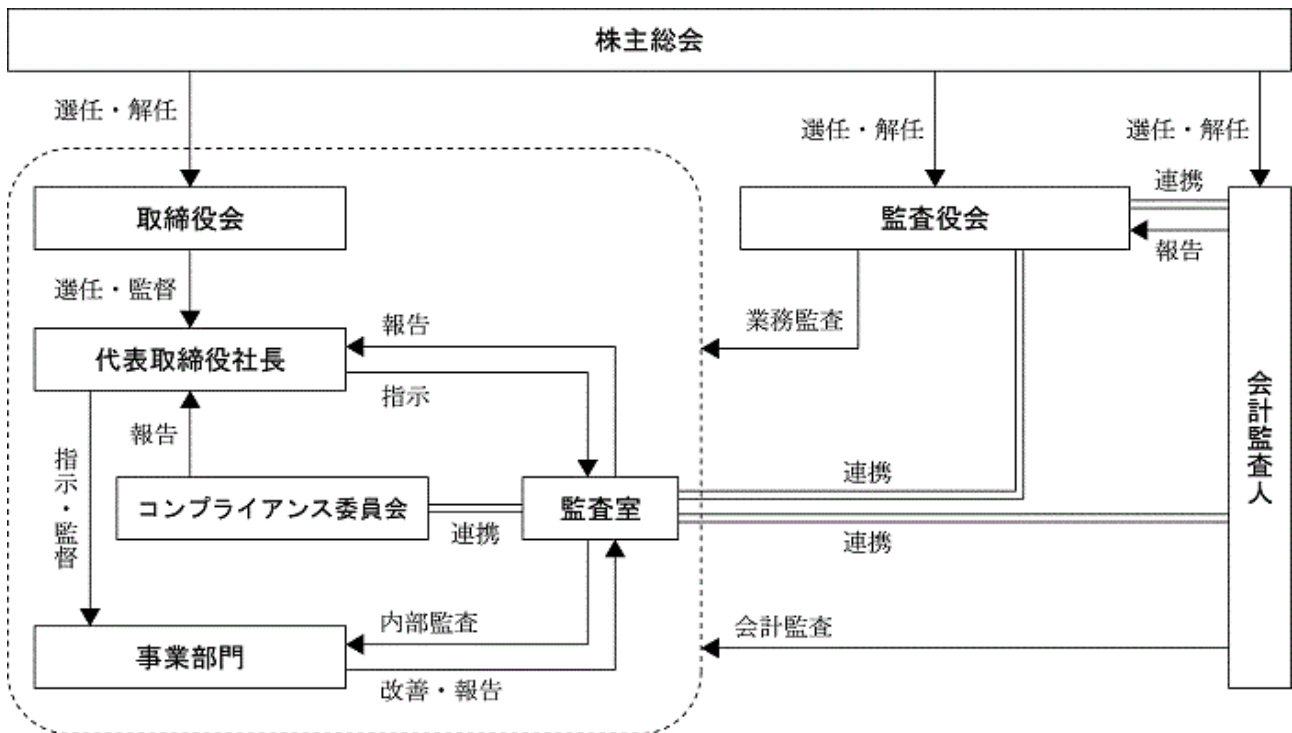 株主総会
選任・解任
選任・解任
選任・解任
取締役会
監査役会
連携
報告
選任・監督
業務監査
代表取締役社長
報告
指示
報告
指示・監督
コンプライアンス委員会
連携
監査室
連携
連携
会計監査人
事業部門
内部監査
改善・報告
会計監査